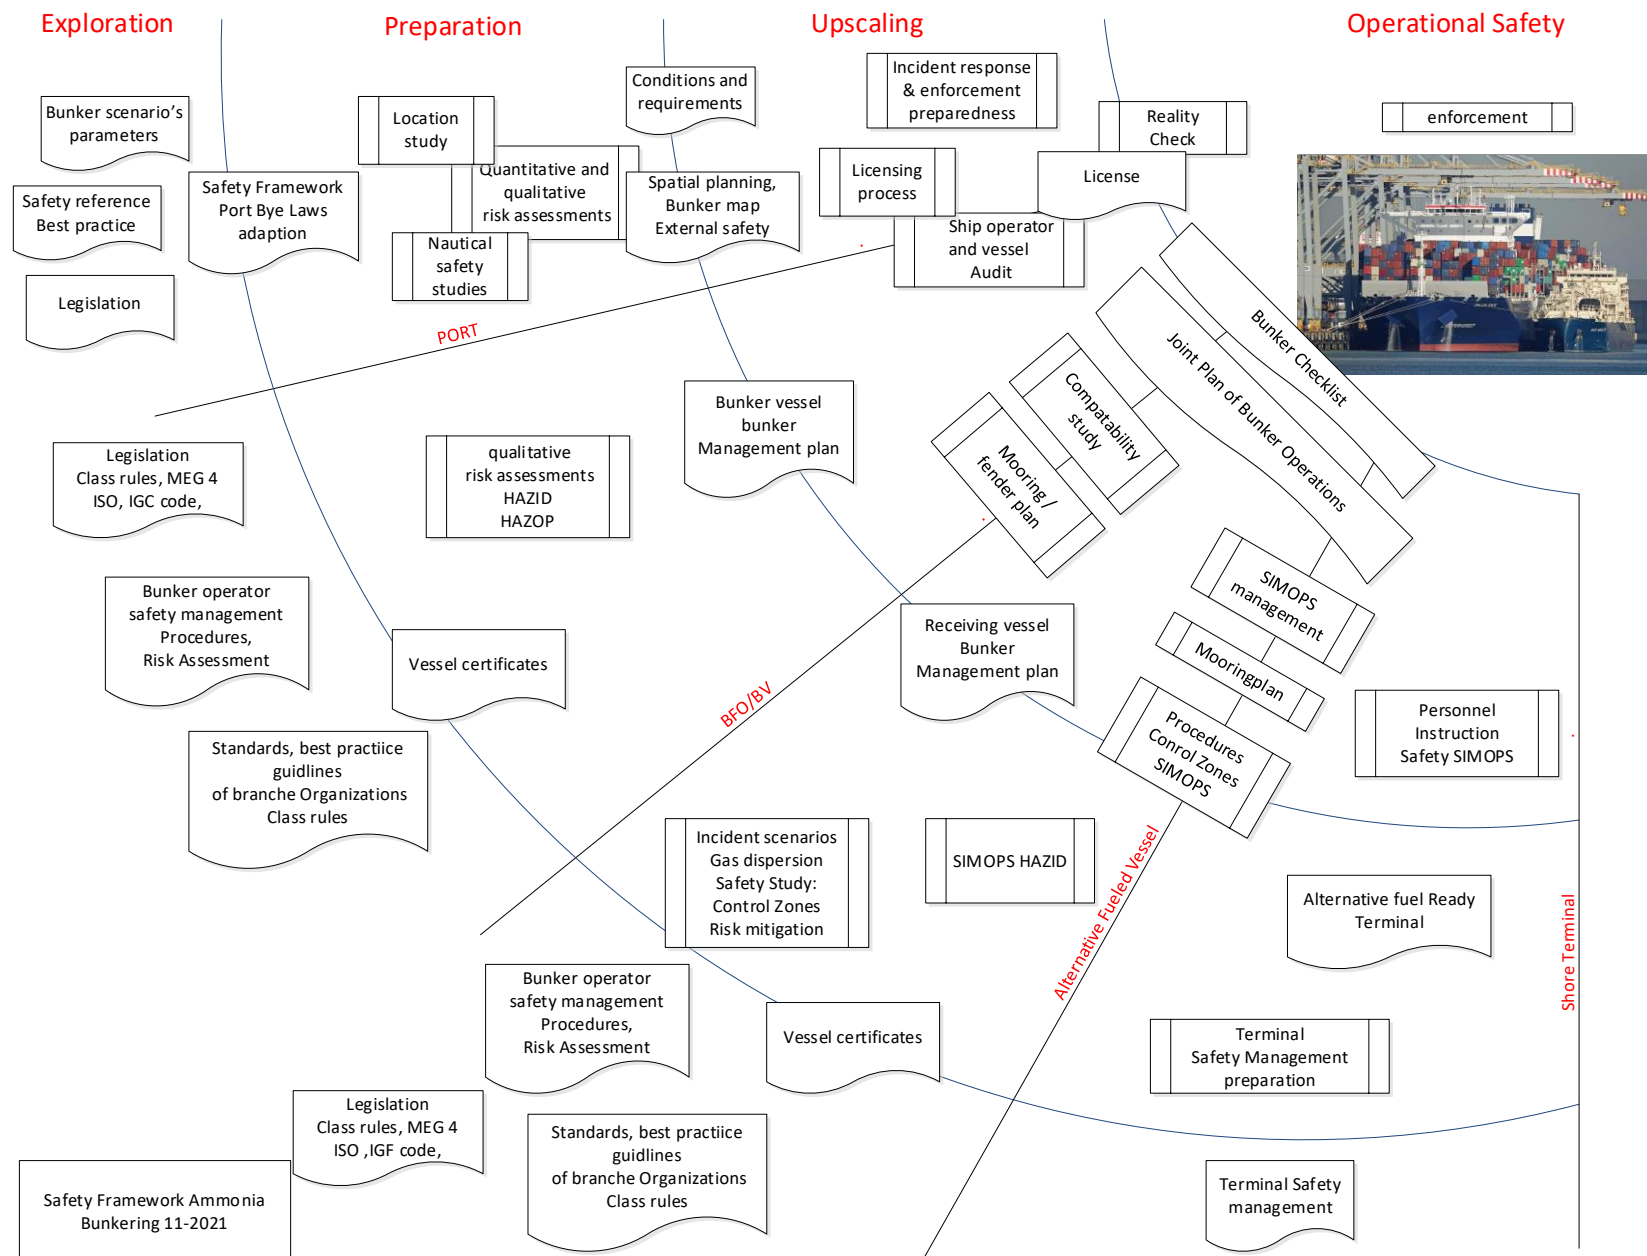 Exploration
Preparation
Upscaling
Operational Safety
Bunker scenario's
parameters
Safety reference
Best practice
Legislation
Safety Framework
Port Bye Laws
adaption
Location
study
Quantitative and
qualitative
risk assessments
Nautical
safety
studies
Conditions and
requirements
Spatial planning,
Bunker map
External safety
Incident response
& enforcement
preparedness
Licensing
process
Ship operator
and vessel
Audit
Reality
Check
License
enforcement
PORT
Legislation
Class rules, MEG 4
ISO, IGC code,
Bunker operator
safety management
Procedures,
Risk Assessment
Standards, best practiice
guidlines
of branche Organizations
Class rules
qualitative
risk assessments
HAZID
HAZOP
Vessel certificates
Bunker vessel
bunker
Management plan
Mooring /
fender plan
Compatability
study
Joint Plan of Bunker Operations
Bunker Checklist
BFO/BV
Receiving vessel
Bunker
Management plan
SIMOPS
management
Mooringplan
Procedures
Conrol Zones
SIMOPS
Personnel
Instruction
Safety SIMOPS
Incident scenarios
Gas dispersion
Safety Study:
Control Zones
Risk mitigation
SIMOPS HAZID
Alternative Fueled Vessel
Alternative fuel Ready
Terminal
Shore Terminal
Bunker operator
safety management
Procedures,
Risk Assessment
Vessel certificates
Terminal
Safety Management
preparation
Legislation
Class rules, MEG 4
ISO ,IGF code,
Standards, best practiice
guidlines
of branche Organizations
Class rules
Terminal Safety
management
Safety Framework Ammonia
Bunkering 11-2021